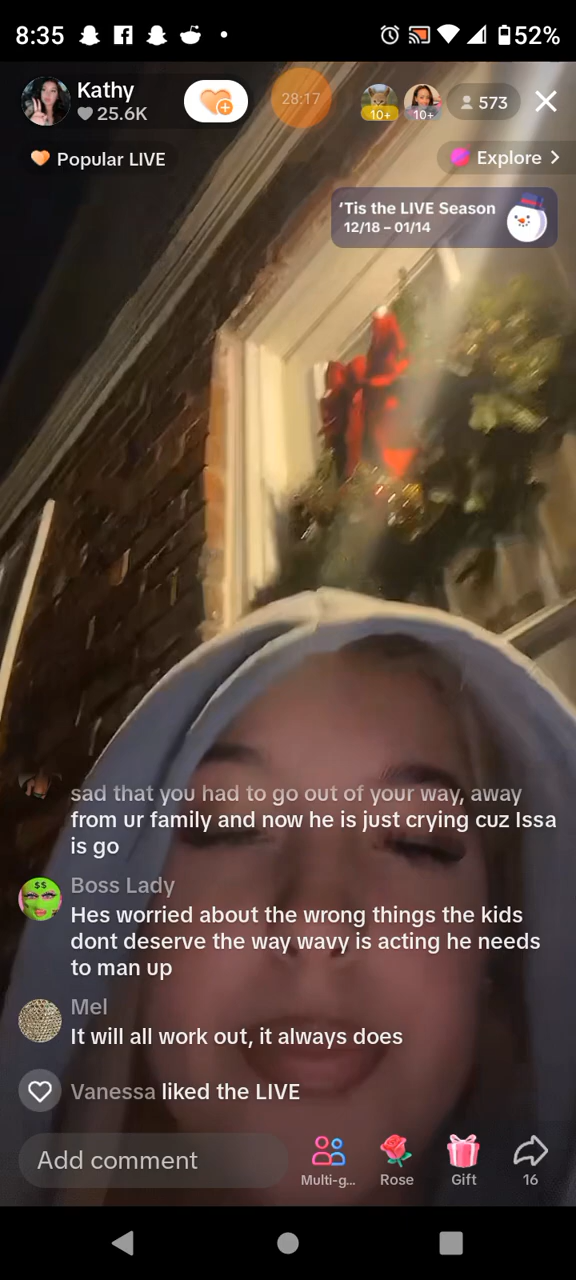 8:35
52%
Kathy
25.6K
28:17
10+
10+
573
Popular LIVE
Explore >
'Tis the LIVE Season
12/18 – 01/14
sad that you had to go out of your way, away
from ur family and now he is just crying cuz Issa
is go
$$
Boss Lady
Hes worried about the wrong things the kids
dont deserve the way wavy is acting he needs
to man up
Mel
It will all work out, it always does
Vanessa liked the LIVE
Add comment
Multi-g...
Rose
Gift
16